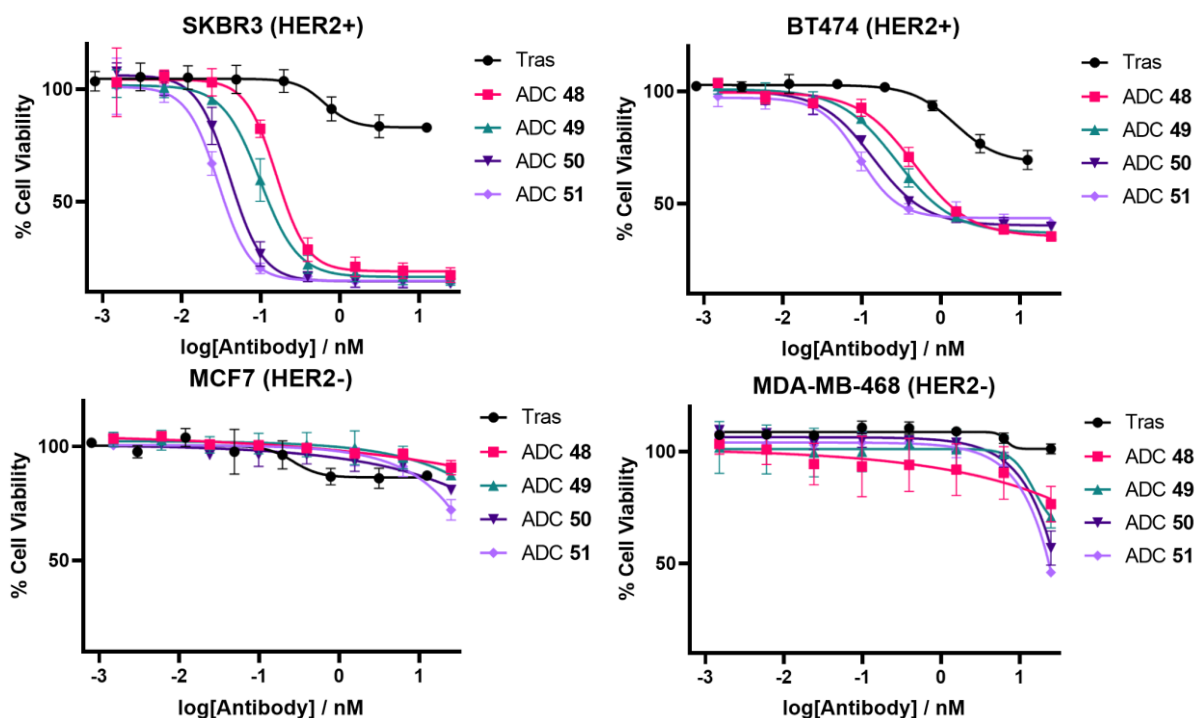 SKBR3 (HER2+)
% Cell Viability
100
50
-3 -2 -1 0 1
log[Antibody] / nM
Tras
ADC 48
ADC 49
ADC 50
ADC 51
BT474 (HER2+)
% Cell Viability
100
50
-3 -2 -1 0 1
log[Antibody] / nM
Tras
ADC 48
ADC 49
ADC 50
ADC 51
MCF7 (HER2-)
% Cell Viability
100
50
-3 -2 -1 0 1
log[Antibody] / nM
Tras
ADC 48
ADC 49
ADC 50
ADC 51
MDA-MB-468 (HER2-)
% Cell Viability
100
50
-3 -2 -1 0 1
log[Antibody] / nM
Tras
ADC 48
ADC 49
ADC 50
ADC 51